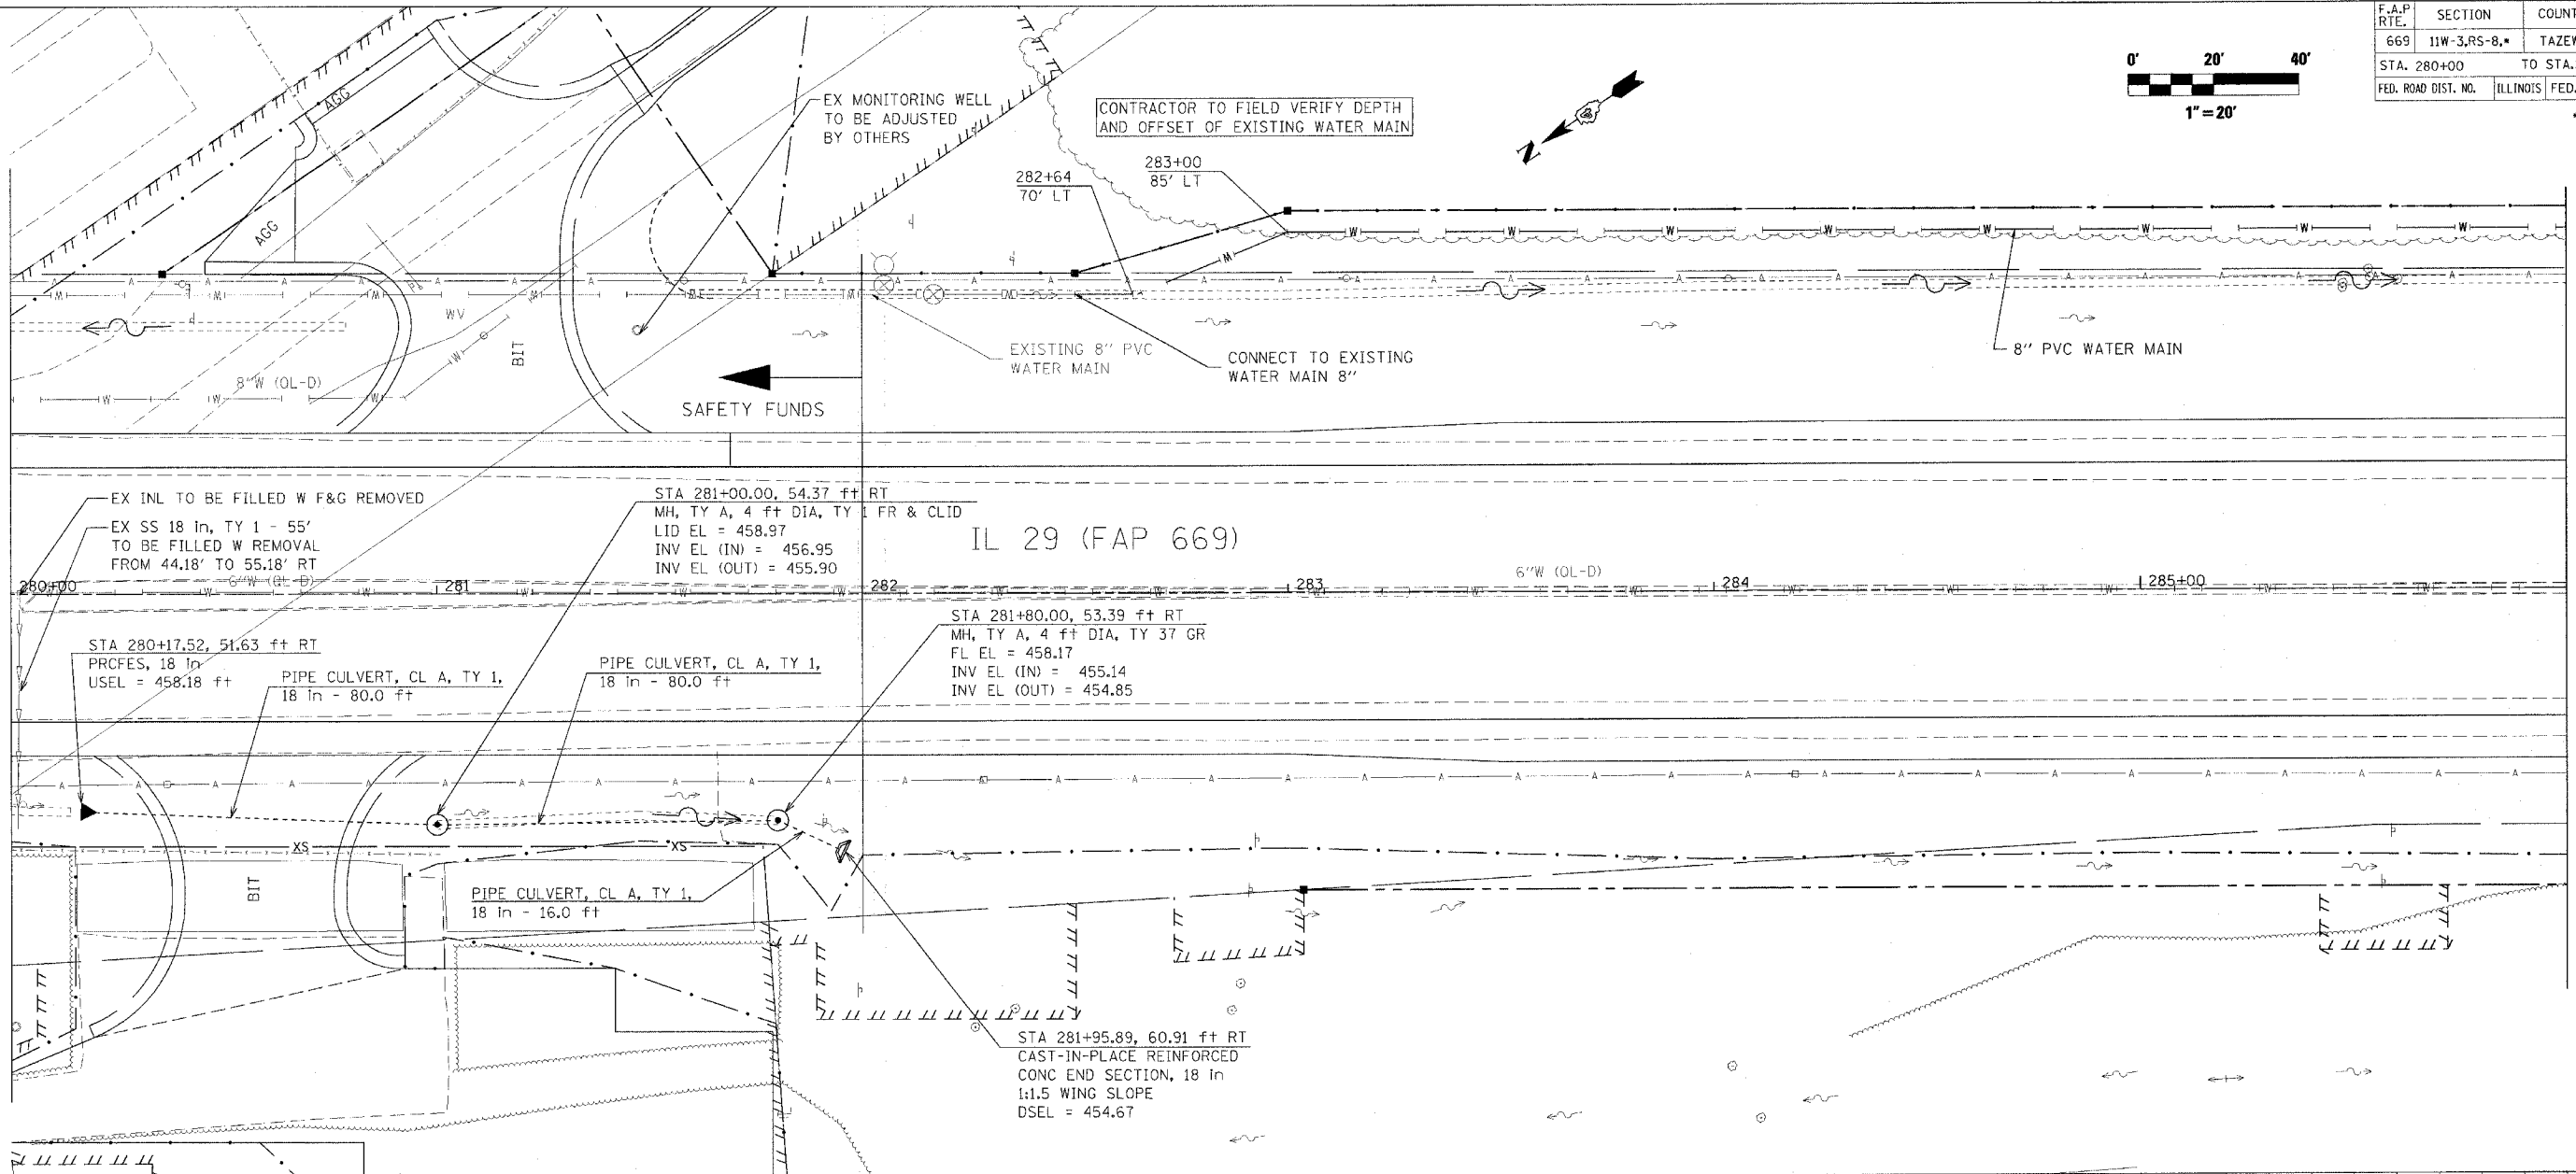 F.A.P RTE.
SECTION
COUNT
669
11W-3,RS-8,*
TAZEW
STA. 280+00 TO STA.
FED. ROAD DIST. NO.
ILLINOIS
FED.
0' 20' 40'
1"=20'
N
CONTRACTOR TO FIELD VERIFY DEPTH
AND OFFSET OF EXISTING WATER MAIN
EX MONITORING WELL
TO BE ADJUSTED
BY OTHERS
283+00
85' LT
282+64
70' LT
AGG
AGG
WV
BIT
8"W (QL-D)
EXISTING 8" PVC
WATER MAIN
CONNECT TO EXISTING
WATER MAIN 8"
8" PVC WATER MAIN
SAFETY FUNDS
EX INL TO BE FILLED W F&G REMOVED
EX SS 18 in, TY 1 - 55'
TO BE FILLED W REMOVAL
FROM 44.18' TO 55.18' RT
STA 281+00.00, 54.37 ft RT
MH, TY A, 4 ft DIA, TY 1 FR & CLID
LID EL = 458.97
INV EL (IN) = 456.95
INV EL (OUT) = 455.90
IL 29 (FAP 669)
6"W (QL-D)
6"W (QL-D)
280+00
281
282
283
284
285+00
STA 281+80.00, 53.39 ft RT
MH, TY A, 4 ft DIA, TY 37 GR
FL EL = 458.17
INV EL (IN) = 455.14
INV EL (OUT) = 454.85
STA 280+17.52, 51.63 ft RT
PRCFES, 18 in
USEL = 458.18 ft
PIPE CULVERT, CL A, TY 1,
18 in - 80.0 ft
PIPE CULVERT, CL A, TY 1,
18 in - 80.0 ft
XS
XS
BIT
PIPE CULVERT, CL A, TY 1,
18 in - 16.0 ft
STA 281+95.89, 60.91 ft RT
CAST-IN-PLACE REINFORCED
CONC END SECTION, 18 in
1:1.5 WING SLOPE
DSEL = 454.67